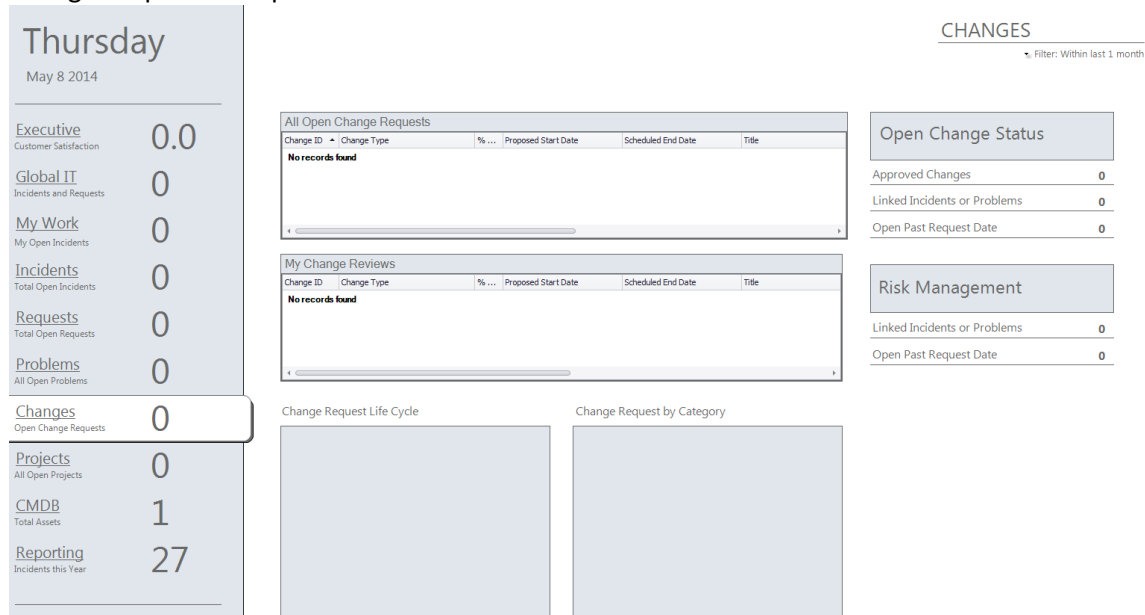 Thursday
May 8 2014
Executive 0.0
Customer Satisfaction
Global IT 0
Incidents and Requests
My Work 0
My Open Incidents
Incidents 0
Total Open Incidents
Requests 0
Total Open Requests
Problems 0
All Open Problems
Changes 0
Open Change Requests
Projects 0
All Open Projects
CMDB 1
Total Assets
Reporting 27
Incidents this Year
CHANGES
Filter: Within last 1 month
All Open Change Requests
Change ID Change Type % ... Proposed Start Date Scheduled End Date Title
No records found
My Change Reviews
Change ID Change Type % ... Proposed Start Date Scheduled End Date Title
No records found
Change Request Life Cycle
Change Request by Category
Open Change Status
Approved Changes 0
Linked Incidents or Problems 0
Open Past Request Date 0
Risk Management
Linked Incidents or Problems 0
Open Past Request Date 0